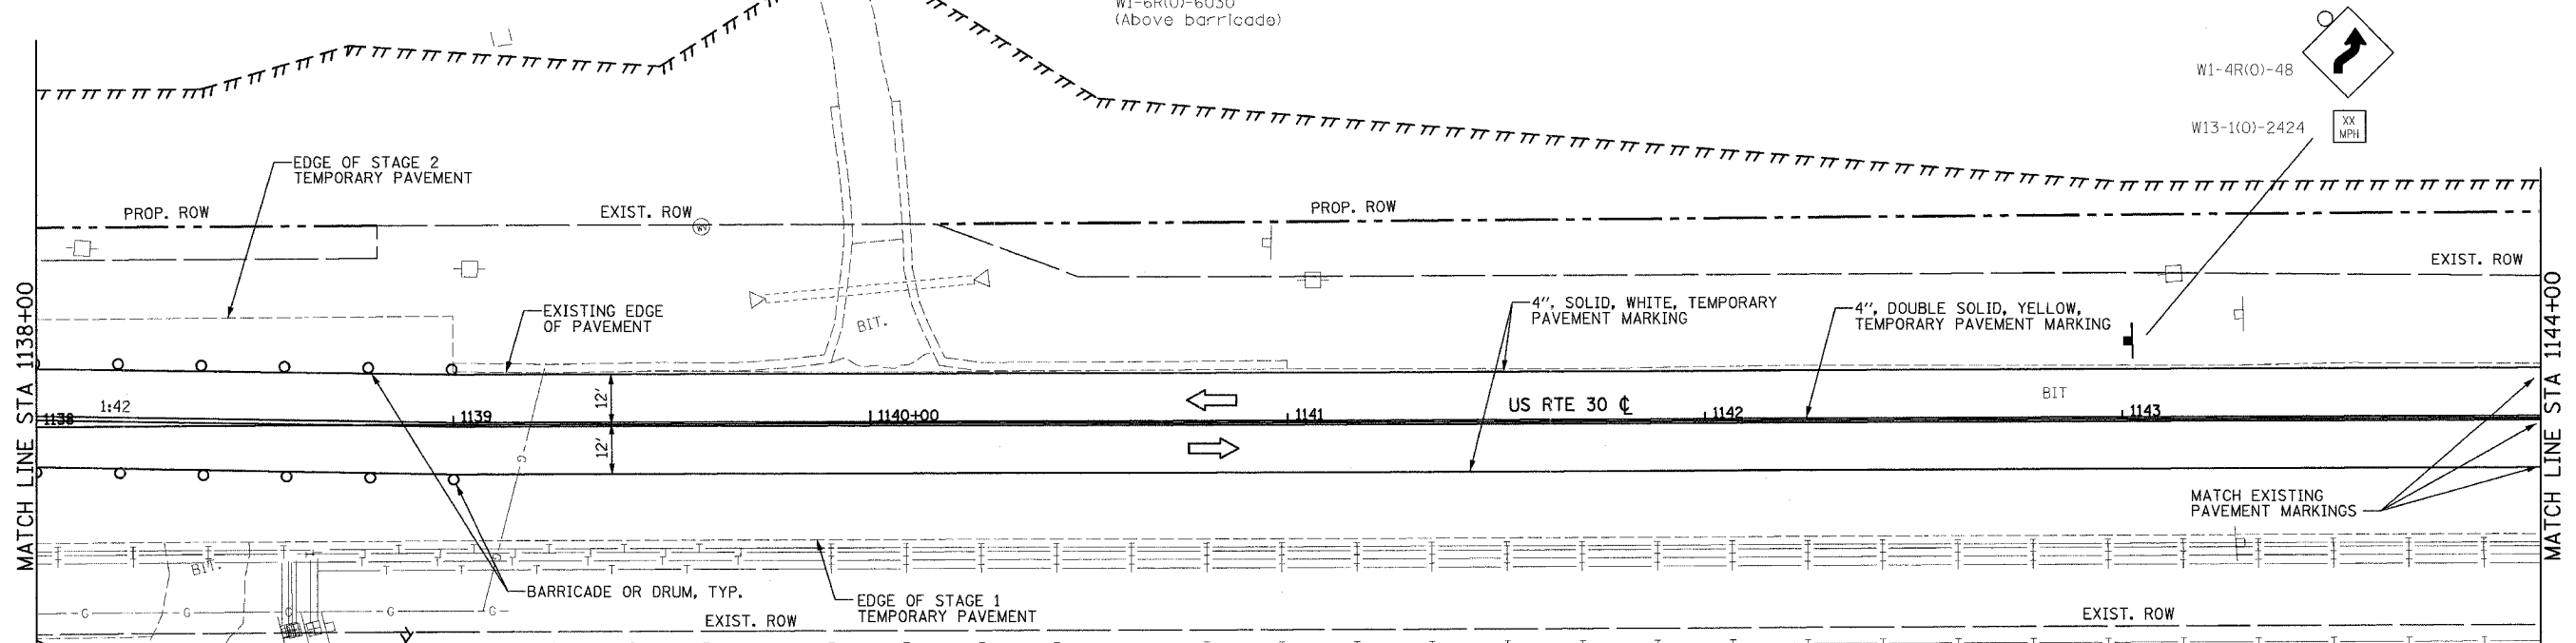 W1-6R(O)-6030
(Above barricade)
W1-4R(O)-48
W13-1(O)-2424
XX
MPH
EDGE OF STAGE 2
TEMPORARY PAVEMENT
PROP. ROW
EXIST. ROW
WV
PROP. ROW
EXIST. ROW
MATCH LINE STA 1138+00
EXISTING EDGE
OF PAVEMENT
BIT.
4", SOLID, WHITE, TEMPORARY
PAVEMENT MARKING
4", DOUBLE SOLID, YELLOW,
TEMPORARY PAVEMENT MARKING
MATCH LINE STA 1144+00
1:42
12'
BIT
1138
1139
1140+00
1141
US RTE 30 ℄
1142
1143
12'
G
MATCH EXISTING
PAVEMENT MARKINGS
BIT.
BARRICADE OR DRUM, TYP.
EDGE OF STAGE 1
TEMPORARY PAVEMENT
G G G G G
EXIST. ROW
EXIST. ROW